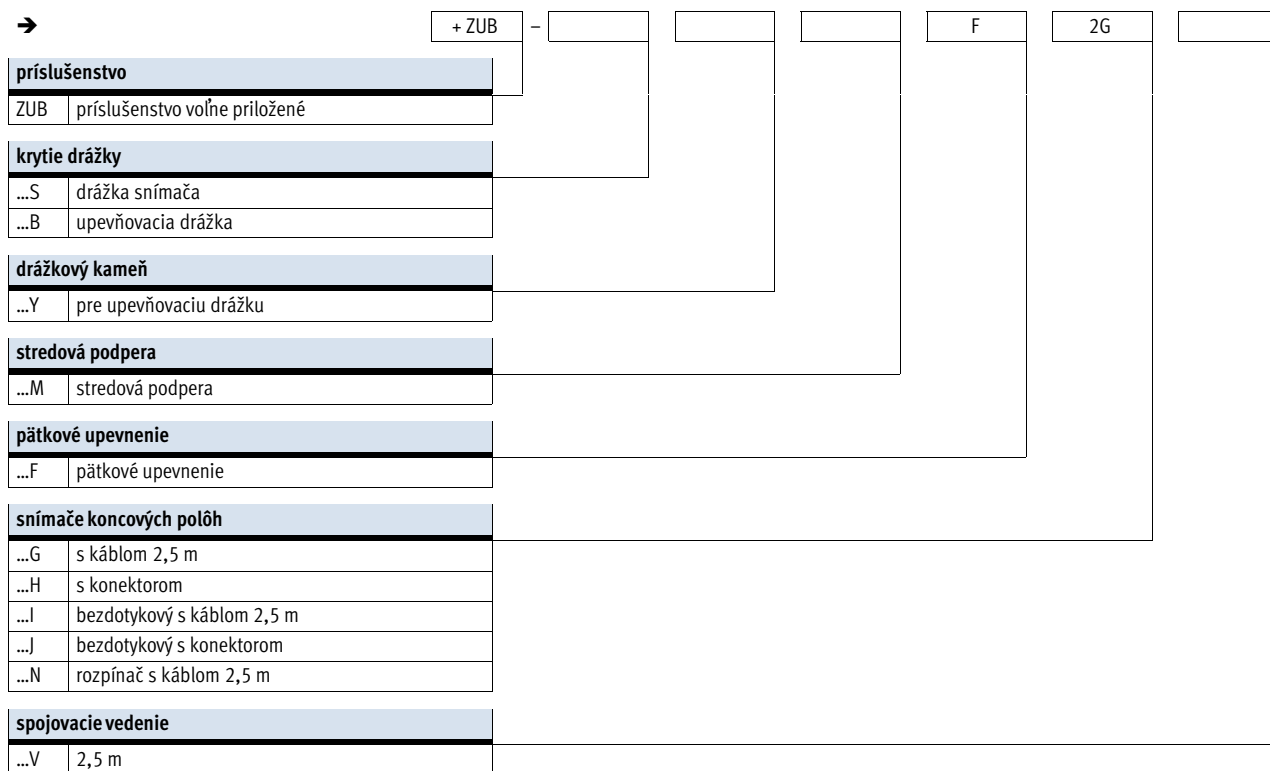 ➔ + ZUB – F 2G
príslušenstvo
ZUB príslušenstvo voľne priložené
krytie drážky
...S drážka snímača
...B upevňovacia drážka
drážkový kameň
...Y pre upevňovaciu drážku
stredová podpera
...M stredová podpera
pätkové upevnenie
...F pätkové upevnenie
snímače koncových polôh
...G s káblom 2,5 m
...H s konektorom
...I bezdotykový s káblom 2,5 m
...J bezdotykový s konektorom
...N rozpínač s káblom 2,5 m
spojovacie vedenie
...V 2,5 m